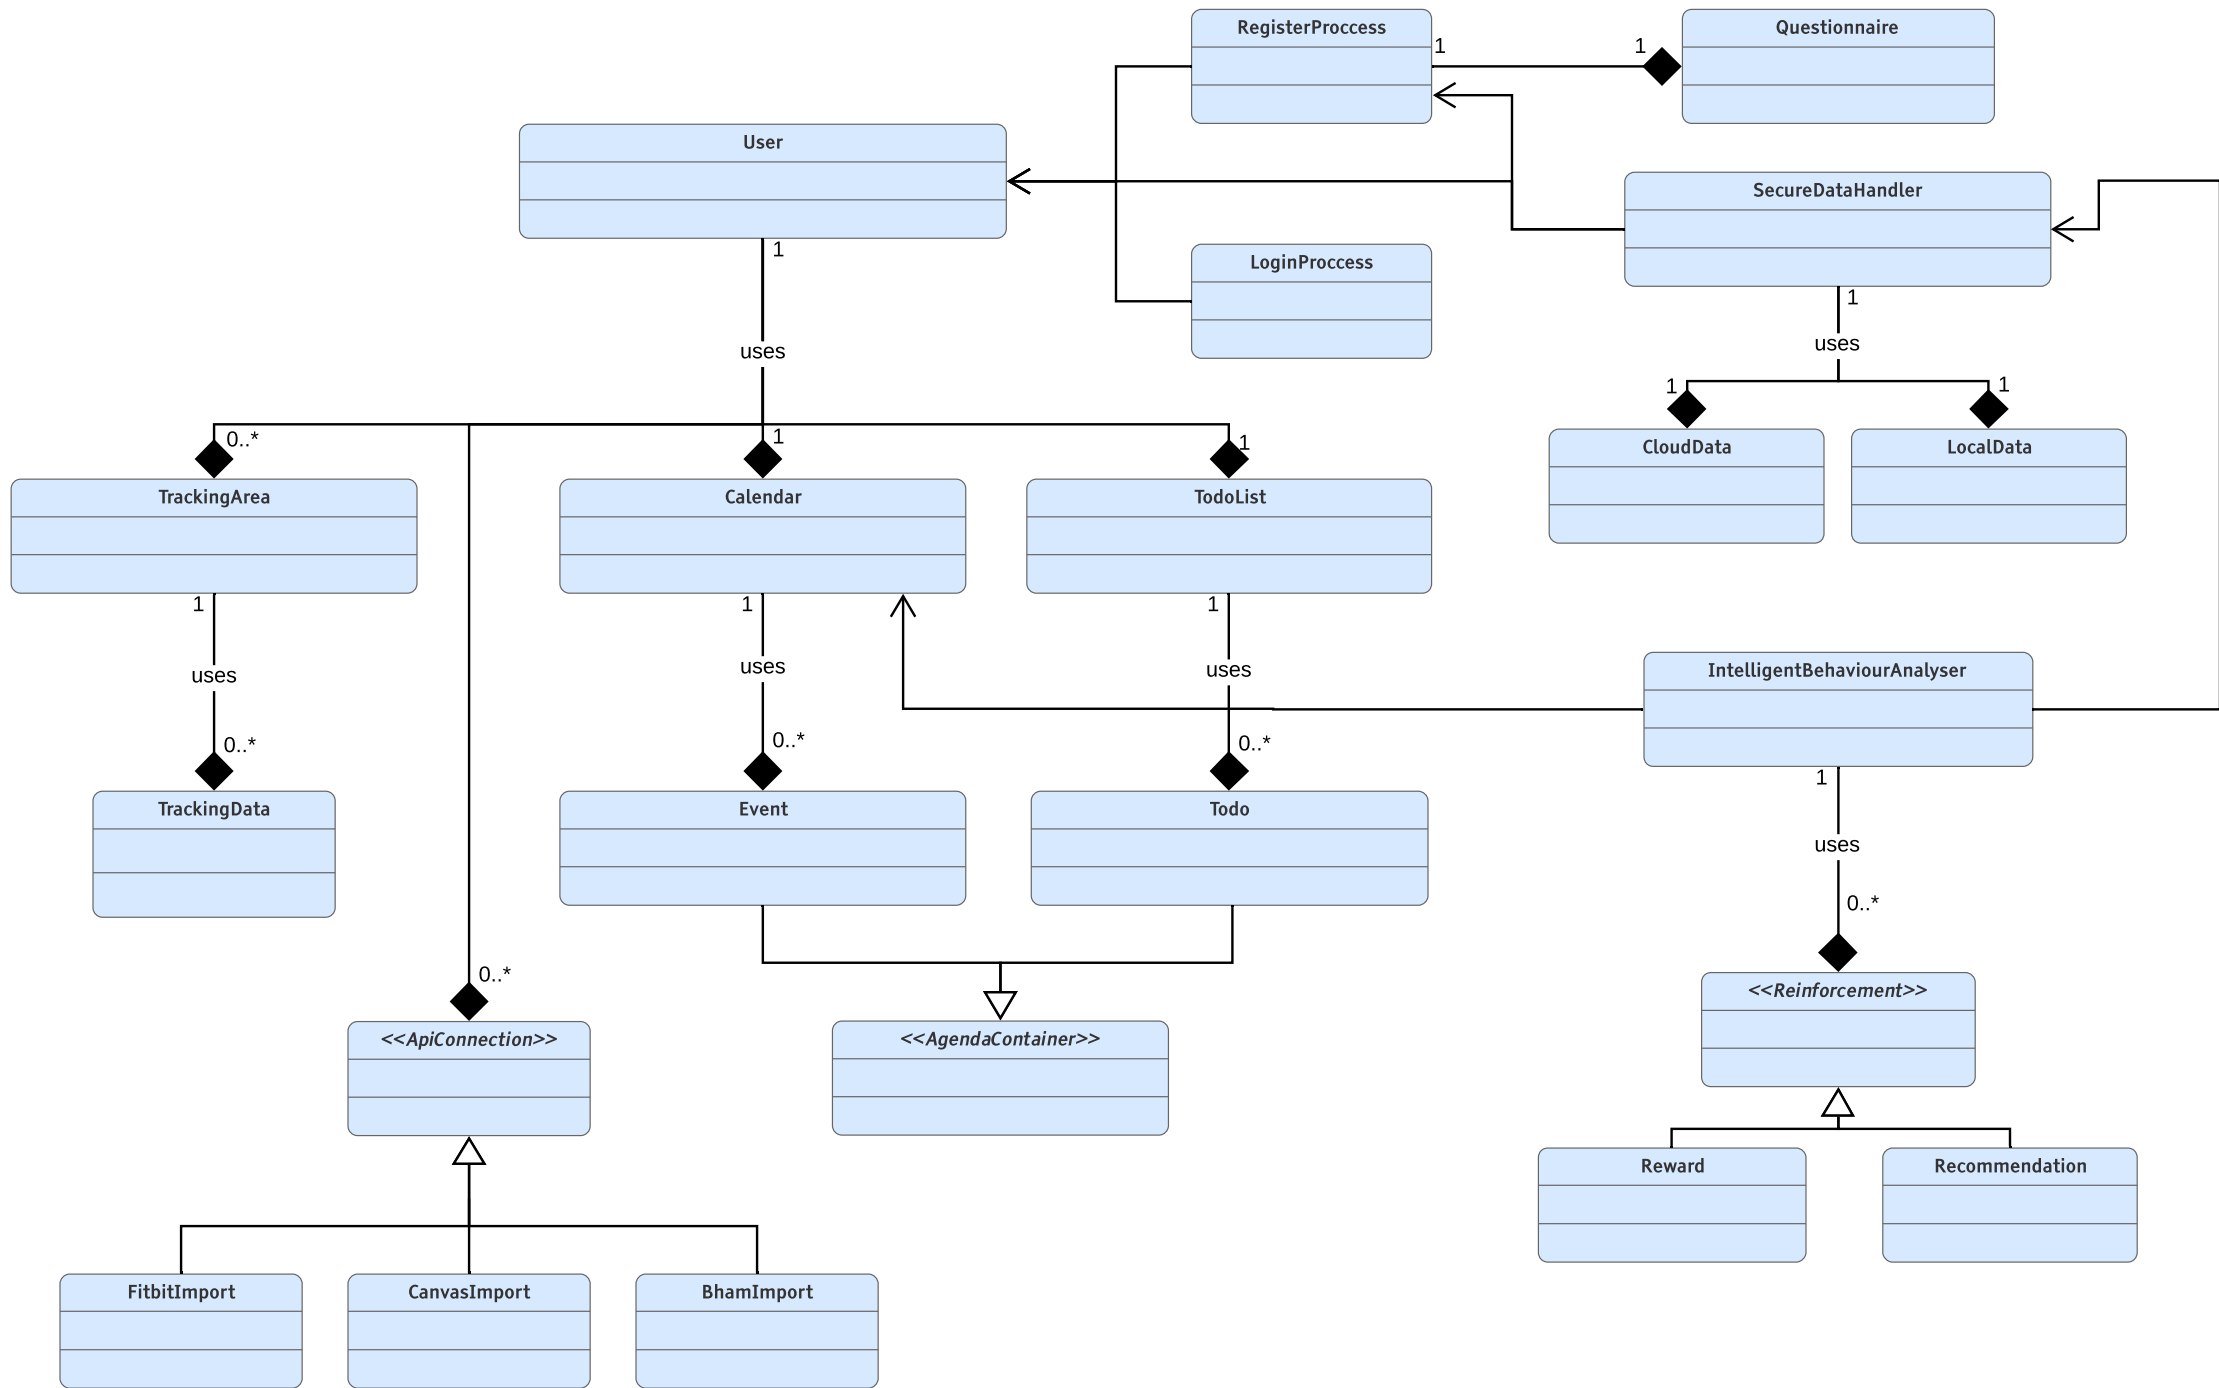 RegisterProccess
Questionnaire
1
1
User
SecureDataHandler
1
LoginProccess
1
uses
uses
1
1
0..*
1
1
CloudData
LocalData
TrackingArea
Calendar
TodoList
1
1
1
uses
uses
uses
IntelligentBehaviourAnalyser
0..*
0..*
0..*
1
TrackingData
Event
Todo
uses
0..*
0..*
<<Reinforcement>>
<<ApiConnection>>
<<AgendaContainer>>
Reward
Recommendation
FitbitImport
CanvasImport
BhamImport